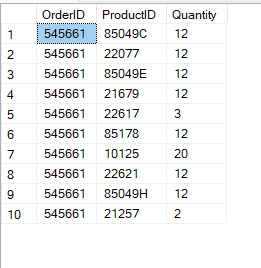 OrderID ProductID Quantity
1 545661 85049C 12
2 545661 22077 12
3 545661 85049E 12
4 545661 21679 12
5 545661 22617 3
6 545661 85178 12
7 545661 10125 20
8 545661 22621 12
9 545661 85049H 12
10 545661 21257 2